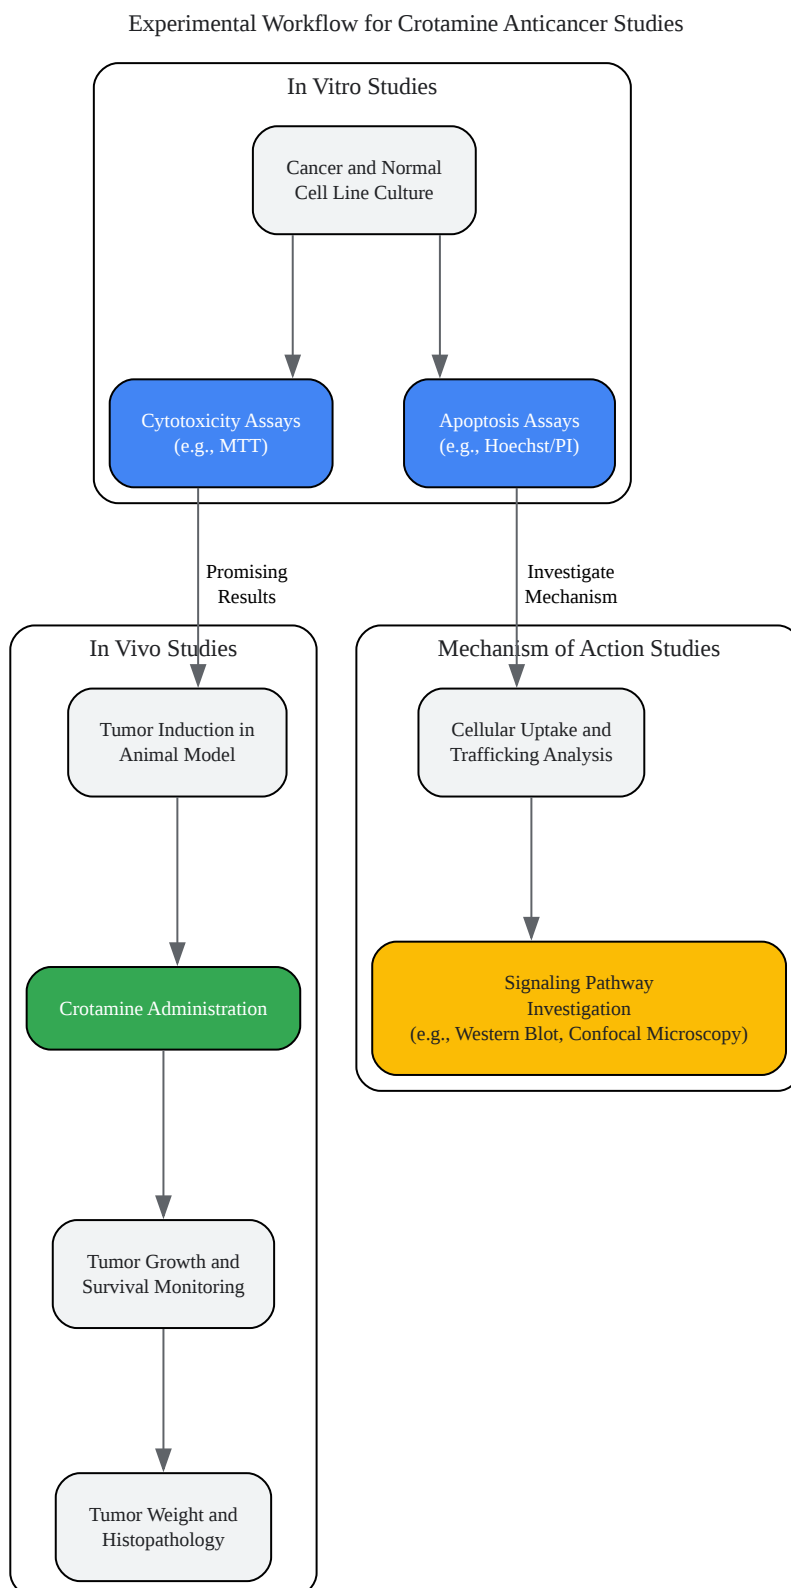 Experimental Workflow for Crotamine Anticancer Studies
In Vitro Studies
Cancer and Normal
Cell Line Culture
Cytotoxicity Assays
(e.g., MTT)
Apoptosis Assays
(e.g., Hoechst/PI)
Promising
Results
Investigate
Mechanism
In Vivo Studies
Tumor Induction in
Animal Model
Crotamine Administration
Tumor Growth and
Survival Monitoring
Tumor Weight and
Histopathology
Mechanism of Action Studies
Cellular Uptake and
Trafficking Analysis
Signaling Pathway
Investigation
(e.g., Western Blot, Confocal Microscopy)